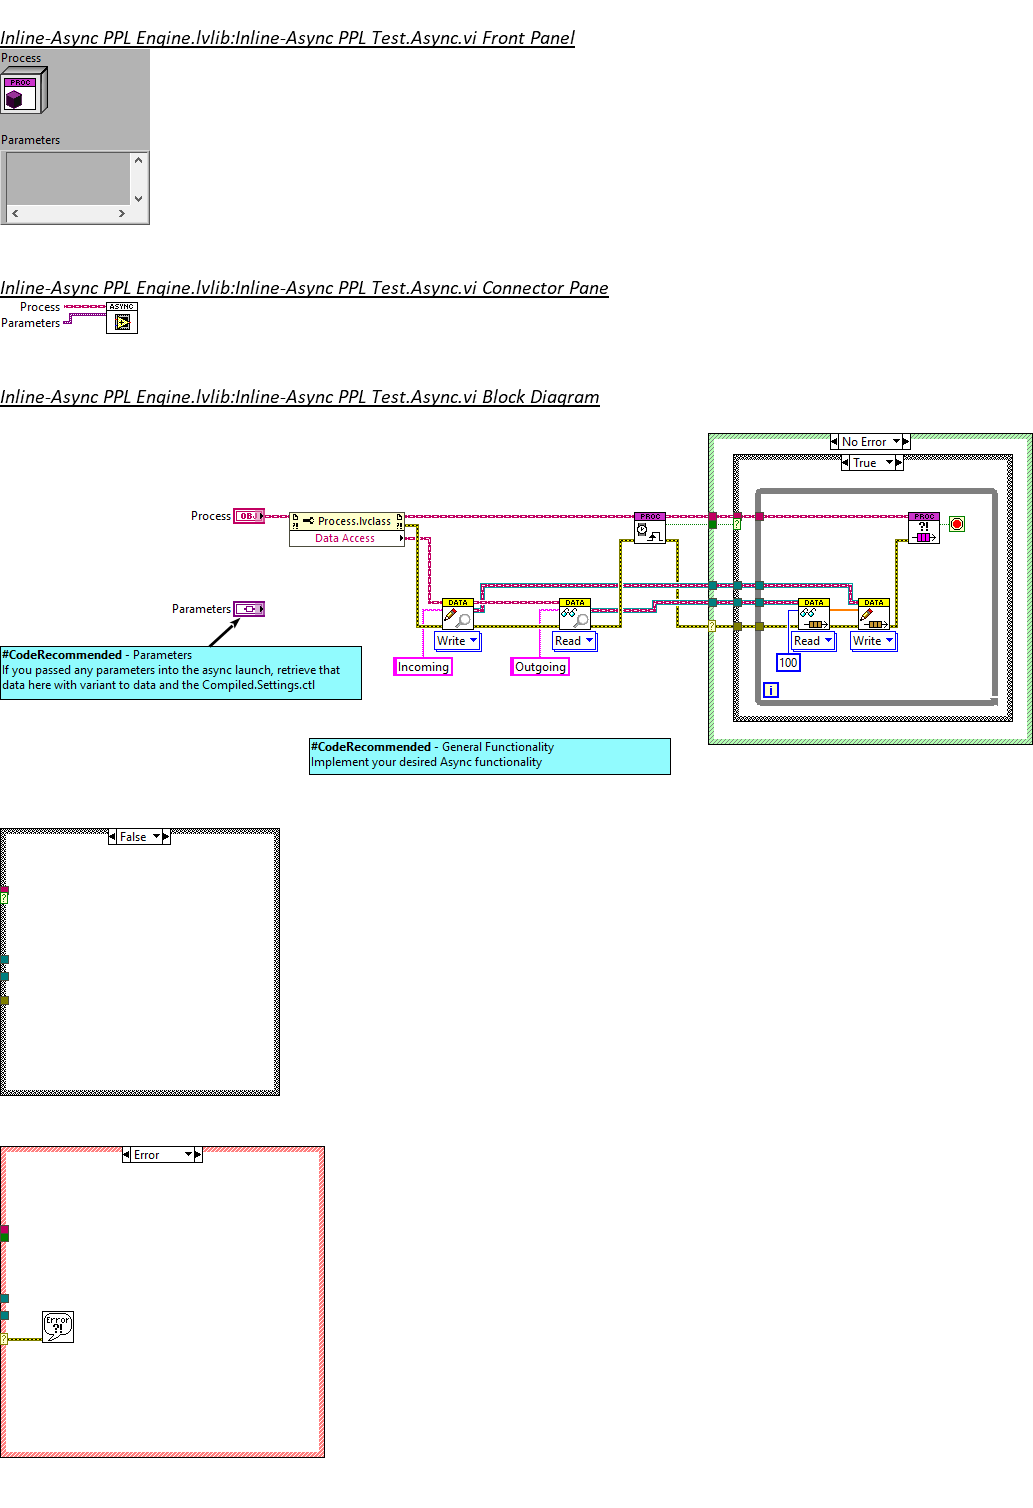 Inline-Async PPL Engine.lvlib:Inline-Async PPL Test.Async.vi Front Panel
Process
PROC
Parameters
Inline-Async PPL Engine.lvlib:Inline-Async PPL Test.Async.vi Connector Pane
Process
ASYNC
Parameters
Inline-Async PPL Engine.lvlib:Inline-Async PPL Test.Async.vi Block Diagram
No Error
True
Process
OBJ
Process.lvclass
?!
?!
Data Access
PROC
?
PROC
?!
Parameters
DATA
DATA
DATA
DATA
?
Write
Read
Read
Write
Incoming
Outgoing
100
i
#CodeRecommended - Parameters
If you passed any parameters into the async launch, retrieve that
data here with variant to data and the Compiled.Settings.ctl
#CodeRecommended - General Functionality
Implement your desired Async functionality
False
?
Error
Error
?!
?